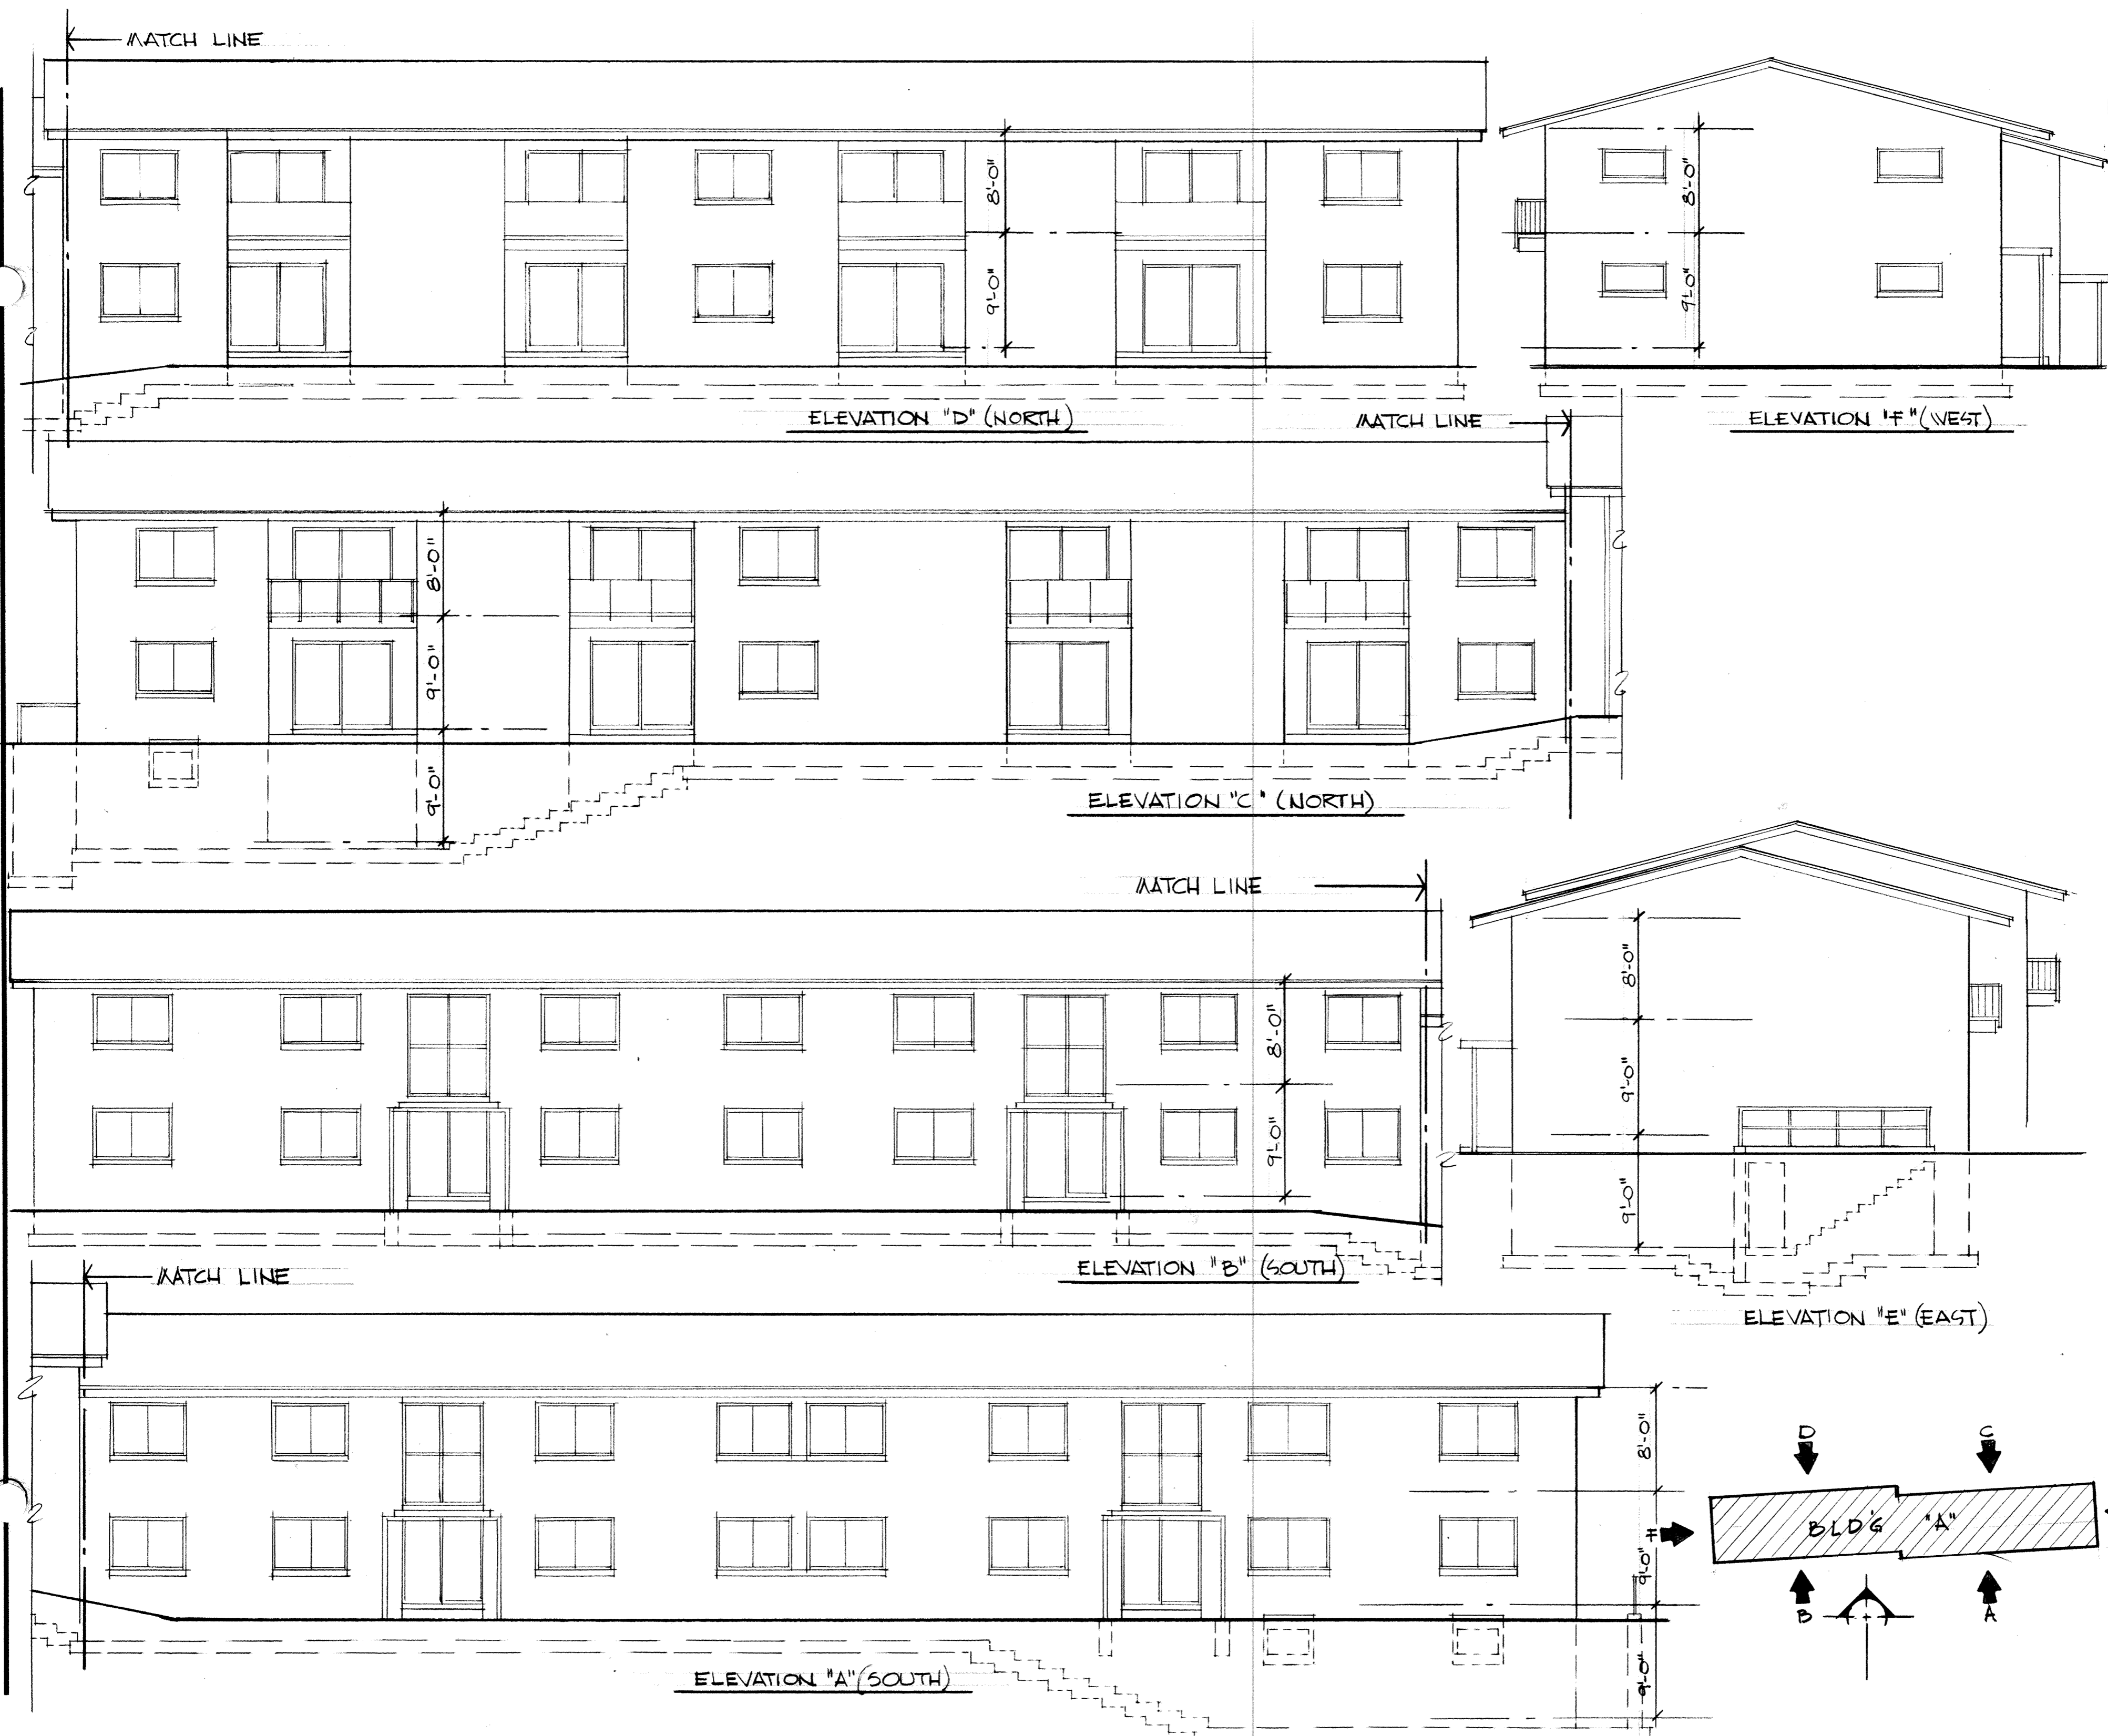 MATCH LINE
8'-0"
9'-0"
8'-0"
9'-0"
ELEVATION "D" (NORTH)
MATCH LINE
ELEVATION "F" (WEST)
8'-0"
9'-0"
9'-0"
ELEVATION "C" (NORTH)
MATCH LINE
8'-0"
9'-0"
8'-0"
9'-0"
9'-0"
ELEVATION "B" (SOUTH)
MATCH LINE
ELEVATION "E" (EAST)
8'-0"
9'-0"
9'-0"
D
C
F
BLD'G "A"
B
A
ELEVATION "A" (SOUTH)